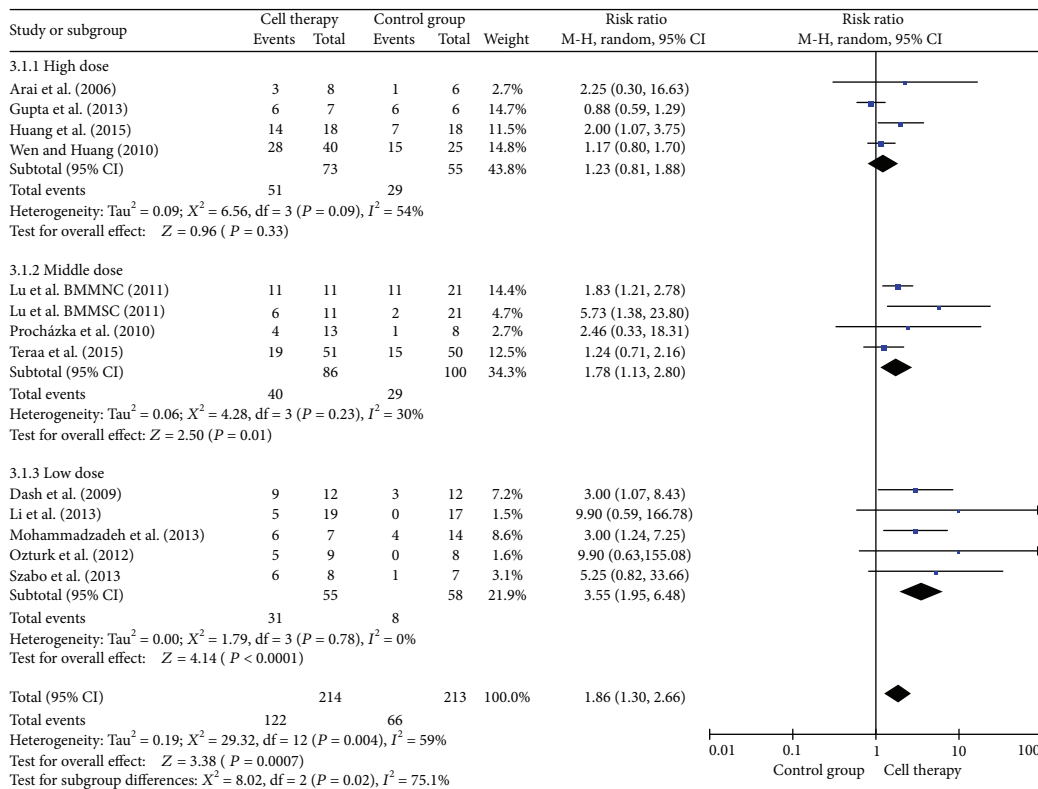 Study or subgroup Cell therapy Control group Weight Risk ratio Risk ratio
Events Total Events Total M-H, random, 95% CI M-H, random, 95% CI
3.1.1 High dose
Arai et al. (2006) 3 8 1 6 2.7% 2.25 (0.30, 16.63)
Gupta et al. (2013) 6 7 6 6 14.7% 0.88 (0.59, 1.29)
Huang et al. (2015) 14 18 7 18 11.5% 2.00 (1.07, 3.75)
Wen and Huang (2010) 28 40 15 25 14.8% 1.17 (0.80, 1.70)
Subtotal (95% CI) 73 55 43.8% 1.23 (0.81, 1.88)
Total events 51 29
Heterogeneity: Tau² = 0.09; X² = 6.56, df = 3 (P = 0.09), I² = 54%
Test for overall effect: Z = 0.96 ( P = 0.33)
3.1.2 Middle dose
Lu et al. BMMNC (2011) 11 11 11 21 14.4% 1.83 (1.21, 2.78)
Lu et al. BMMSC (2011) 6 11 2 21 4.7% 5.73 (1.38, 23.80)
Procházka et al. (2010) 4 13 1 8 2.7% 2.46 (0.33, 18.31)
Teraa et al. (2015) 19 51 15 50 12.5% 1.24 (0.71, 2.16)
Subtotal (95% CI) 86 100 34.3% 1.78 (1.13, 2.80)
Total events 40 29
Heterogeneity: Tau² = 0.06; X² = 4.28, df = 3 (P = 0.23), I² = 30%
Test for overall effect: Z = 2.50 (P = 0.01)
3.1.3 Low dose
Dash et al. (2009) 9 12 3 12 7.2% 3.00 (1.07, 8.43)
Li et al. (2013) 5 19 0 17 1.5% 9.90 (0.59, 166.78)
Mohammadzadeh et al. (2013) 6 7 4 14 8.6% 3.00 (1.24, 7.25)
Ozturk et al. (2012) 5 9 0 8 1.6% 9.90 (0.63,155.08)
Szabo et al. (2013 6 8 1 7 3.1% 5.25 (0.82, 33.66)
Subtotal (95% CI) 55 58 21.9% 3.55 (1.95, 6.48)
Total events 31 8
Heterogeneity: Tau² = 0.00; X² = 1.79, df = 3 (P = 0.78), I² = 0%
Test for overall effect: Z = 4.14 ( P < 0.0001)
Total (95% CI) 214 213 100.0% 1.86 (1.30, 2.66)
Total events 122 66
Heterogeneity: Tau² = 0.19; X² = 29.32, df = 12 (P = 0.004), I² = 59%
Test for overall effect: Z = 3.38 ( P = 0.0007)
Test for subgroup differences: X² = 8.02, df = 2 (P = 0.02), I² = 75.1%
0.01 0.1 1 10 100
Control group Cell therapy